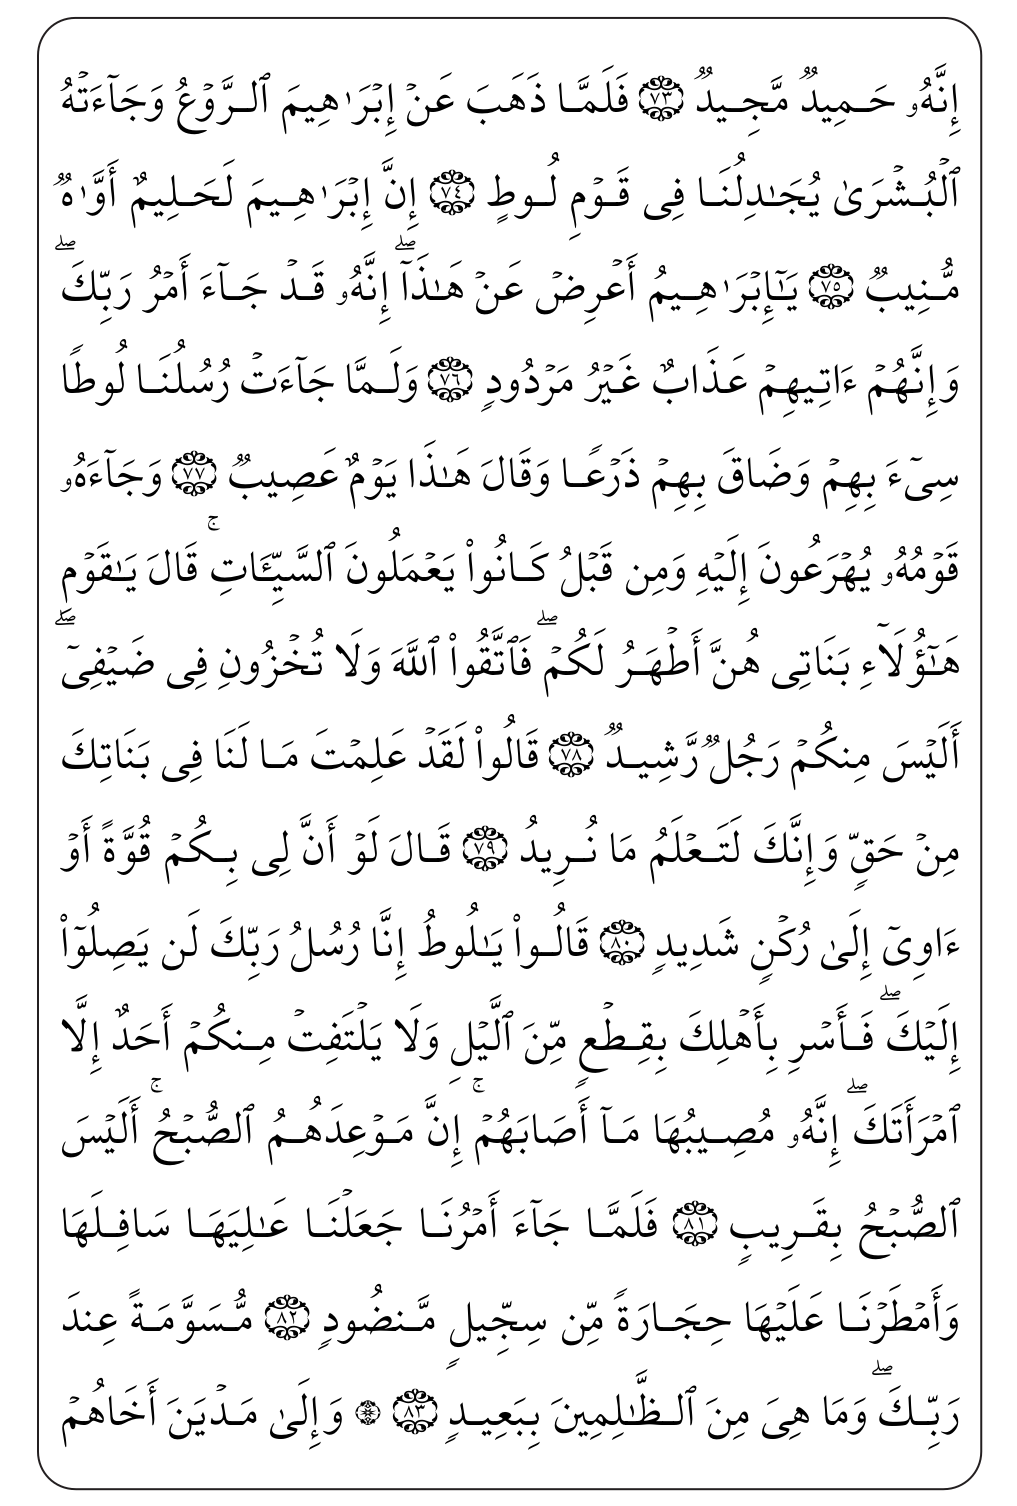 إِنَّهُۥ حَمِيدٌ مَّجِيدٌ ٧٣ فَلَمَّا ذَهَبَ عَنْ إِبْرَٰهِيمَ ٱلرَّوْعُ وَجَآءَتْهُ
ٱلْبُشْرَىٰ يُجَٰدِلُنَا فِى قَوْمِ لُوطٍ ٧٤ إِنَّ إِبْرَٰهِيمَ لَحَلِيمٌ أَوَّٰهٌ
مُّنِيبٌ ٧٥ يَٰٓإِبْرَٰهِيمُ أَعْرِضْ عَنْ هَٰذَآ ۖ إِنَّهُۥ قَدْ جَآءَ أَمْرُ رَبِّكَ ۖ
وَإِنَّهُمْ ءَاتِيهِمْ عَذَابٌ غَيْرُ مَرْدُودٍ ٧٦ وَلَمَّا جَآءَتْ رُسُلُنَا لُوطًا
سِىٓءَ بِهِمْ وَضَاقَ بِهِمْ ذَرْعًا وَقَالَ هَٰذَا يَوْمٌ عَصِيبٌ ٧٧ وَجَآءَهُۥ
قَوْمُهُۥ يُهْرَعُونَ إِلَيْهِ وَمِن قَبْلُ كَانُوا۟ يَعْمَلُونَ ٱلسَّيِّـَٔاتِ ۚ قَالَ يَٰقَوْمِ
هَٰٓؤُلَآءِ بَنَاتِى هُنَّ أَطْهَرُ لَكُمْ ۖ فَٱتَّقُوا۟ ٱللَّهَ وَلَا تُخْزُونِ فِى ضَيْفِىٓ ۖ
أَلَيْسَ مِنكُمْ رَجُلٌ رَّشِيدٌ ٧٨ قَالُوا۟ لَقَدْ عَلِمْتَ مَا لَنَا فِى بَنَاتِكَ
مِنْ حَقٍّ وَإِنَّكَ لَتَعْلَمُ مَا نُرِيدُ ٧٩ قَالَ لَوْ أَنَّ لِى بِكُمْ قُوَّةً أَوْ
ءَاوِىٓ إِلَىٰ رُكْنٍ شَدِيدٍ ٨٠ قَالُوا۟ يَٰلُوطُ إِنَّا رُسُلُ رَبِّكَ لَن يَصِلُوٓا۟
إِلَيْكَ ۖ فَأَسْرِ بِأَهْلِكَ بِقِطْعٍ مِّنَ ٱلَّيْلِ وَلَا يَلْتَفِتْ مِنكُمْ أَحَدٌ إِلَّا
ٱمْرَأَتَكَ ۖ إِنَّهُۥ مُصِيبُهَا مَآ أَصَابَهُمْ ۚ إِنَّ مَوْعِدَهُمُ ٱلصُّبْحُ ۚ أَلَيْسَ
ٱلصُّبْحُ بِقَرِيبٍ ٨١ فَلَمَّا جَآءَ أَمْرُنَا جَعَلْنَا عَٰلِيَهَا سَافِلَهَا
وَأَمْطَرْنَا عَلَيْهَا حِجَارَةً مِّن سِجِّيلٍ مَّنضُودٍ ٨٢ مُّسَوَّمَةً عِندَ
رَبِّكَ ۖ وَمَا هِىَ مِنَ ٱلظَّٰلِمِينَ بِبَعِيدٍ ٨٣ ۞ وَإِلَىٰ مَدْيَنَ أَخَاهُمْ